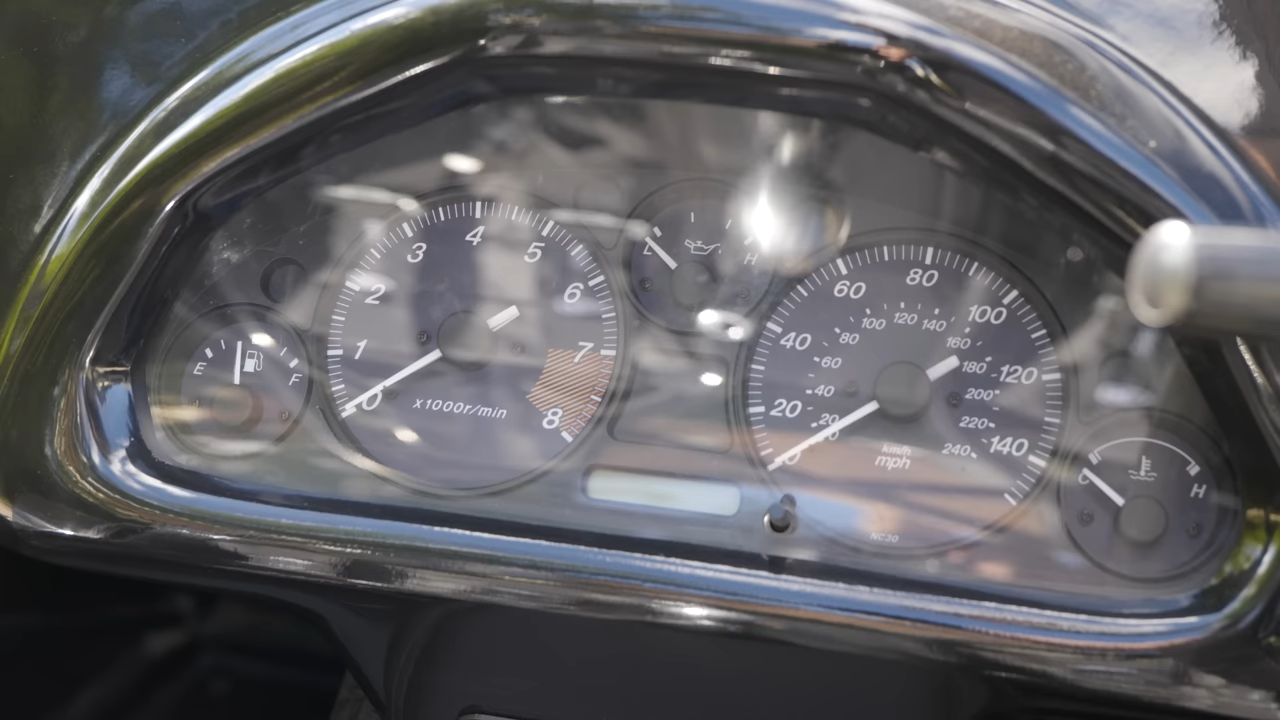 E F
0 1 2 3 4 5 6 7 8
x1000r/min
L H
0 20 40 60 80 100 120 140
20 40 60 80 100 120 140 160 180 200 220 240
km/h
mph
NC30
C H